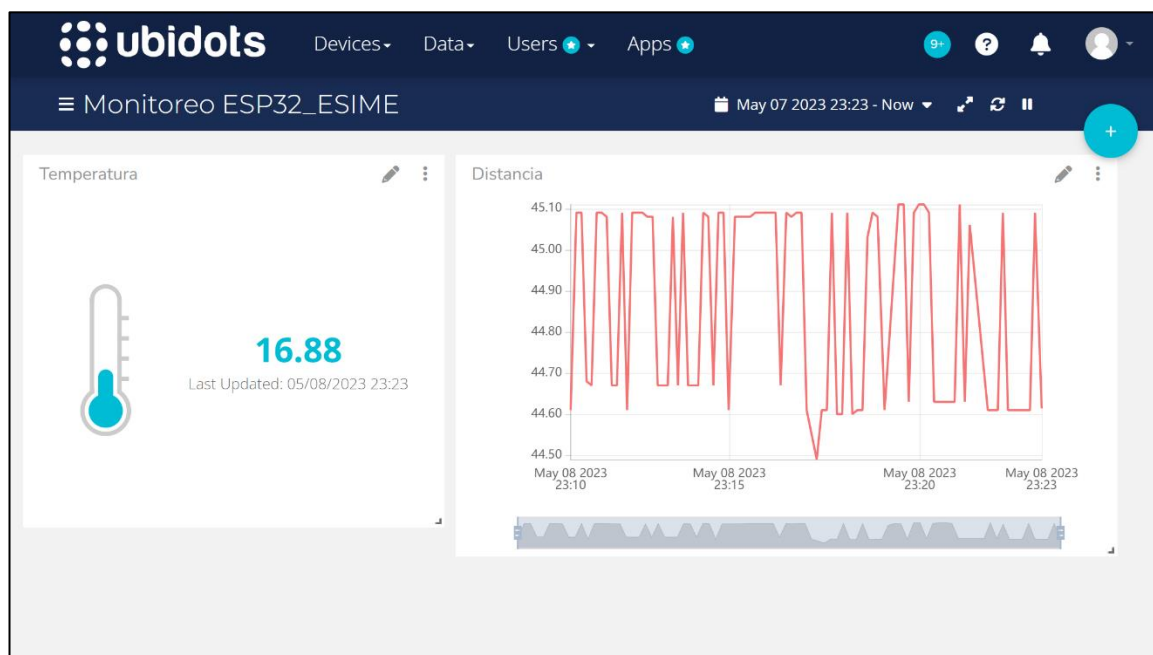 ubidots Devices Data Users Apps 9+ ?
Monitoreo ESP32_ESIME May 07 2023 23:23 - Now
+
Temperatura
16.88
Last Updated: 05/08/2023 23:23
Distancia
45.10
45.00
44.90
44.80
44.70
44.60
44.50
May 08 2023 May 08 2023 May 08 2023 May 08 2023
23:10 23:15 23:20 23:23